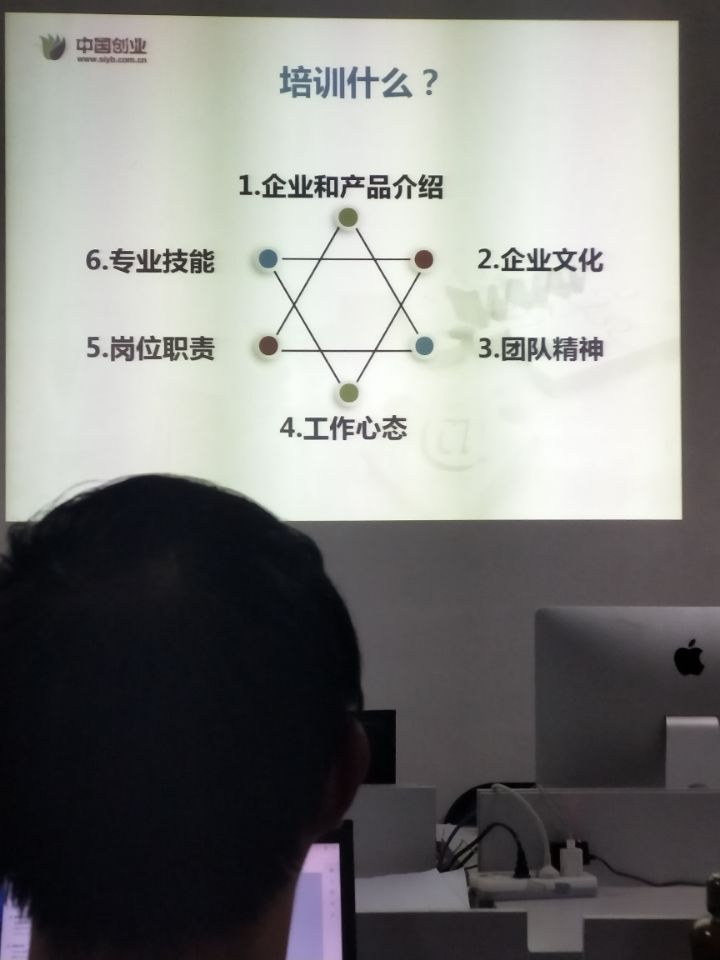 中国创业
www.siyb.com.cn
培训什么？
1.企业和产品介绍
6.专业技能
2.企业文化
5.岗位职责
3.团队精神
4.工作心态